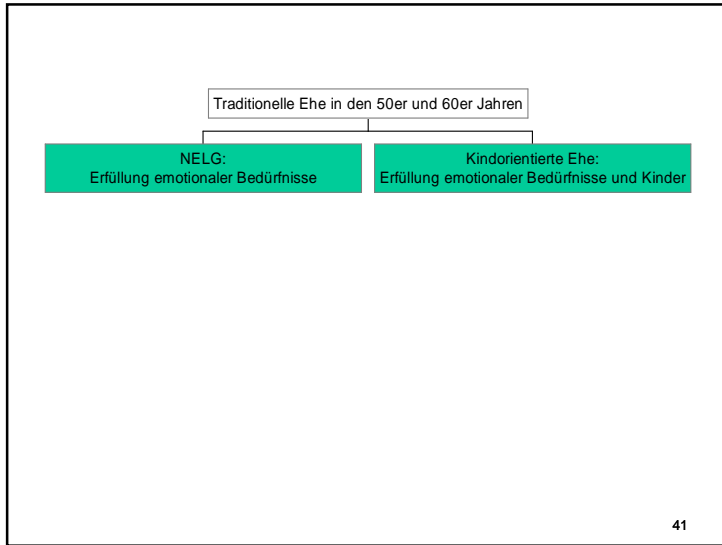 Traditionelle Ehe in den 50er und 60er Jahren
NELG:
Erfüllung emotionaler Bedürfnisse
Kindorientierte Ehe:
Erfüllung emotionaler Bedürfnisse und Kinder
41